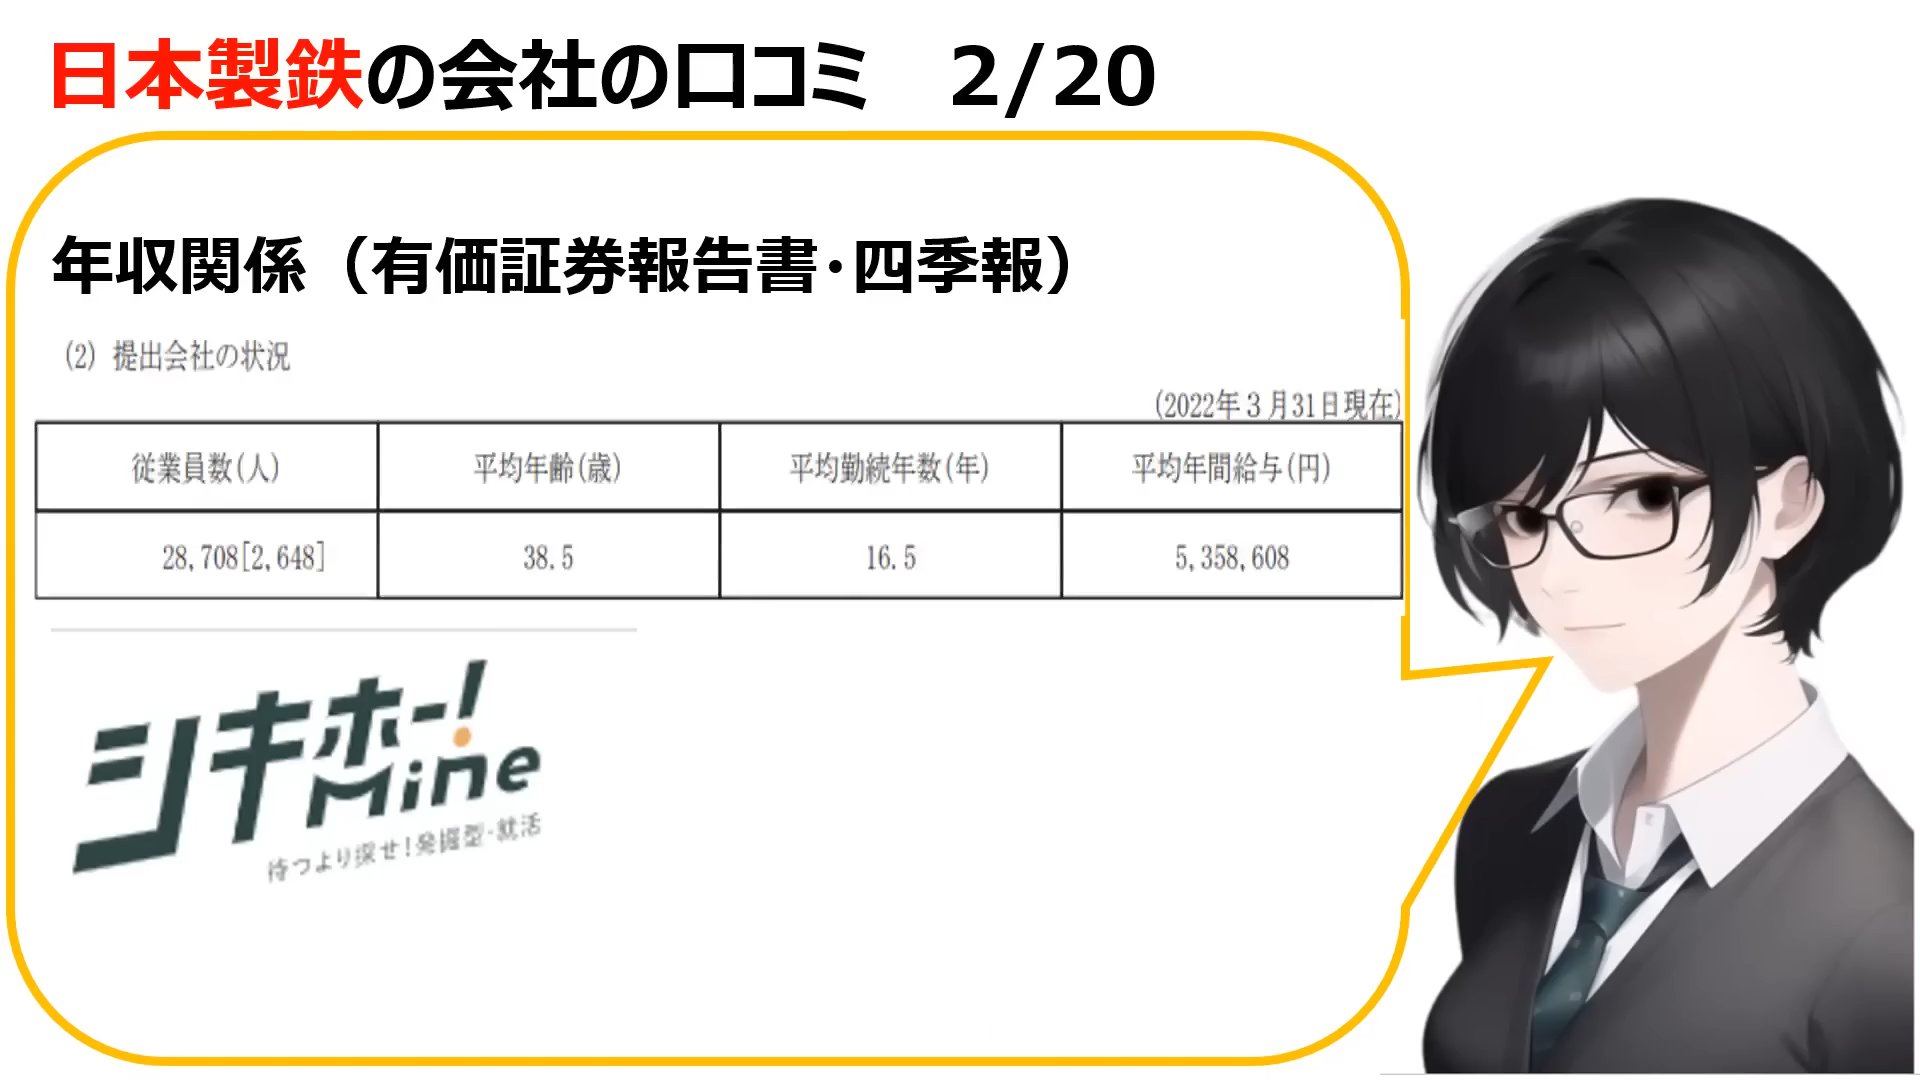 日本製鉄の会社の口コミ　2/20
年収関係（有価証券報告書・四季報）
(2) 提出会社の状況
(2022年３月31日現在)
従業員数(人) 平均年齢(歳) 平均勤続年数(年) 平均年間給与(円)
28,708[2,648] 38.5 16.5 5,358,608
シキホー！
Mine
待つより探せ！発掘型・就活